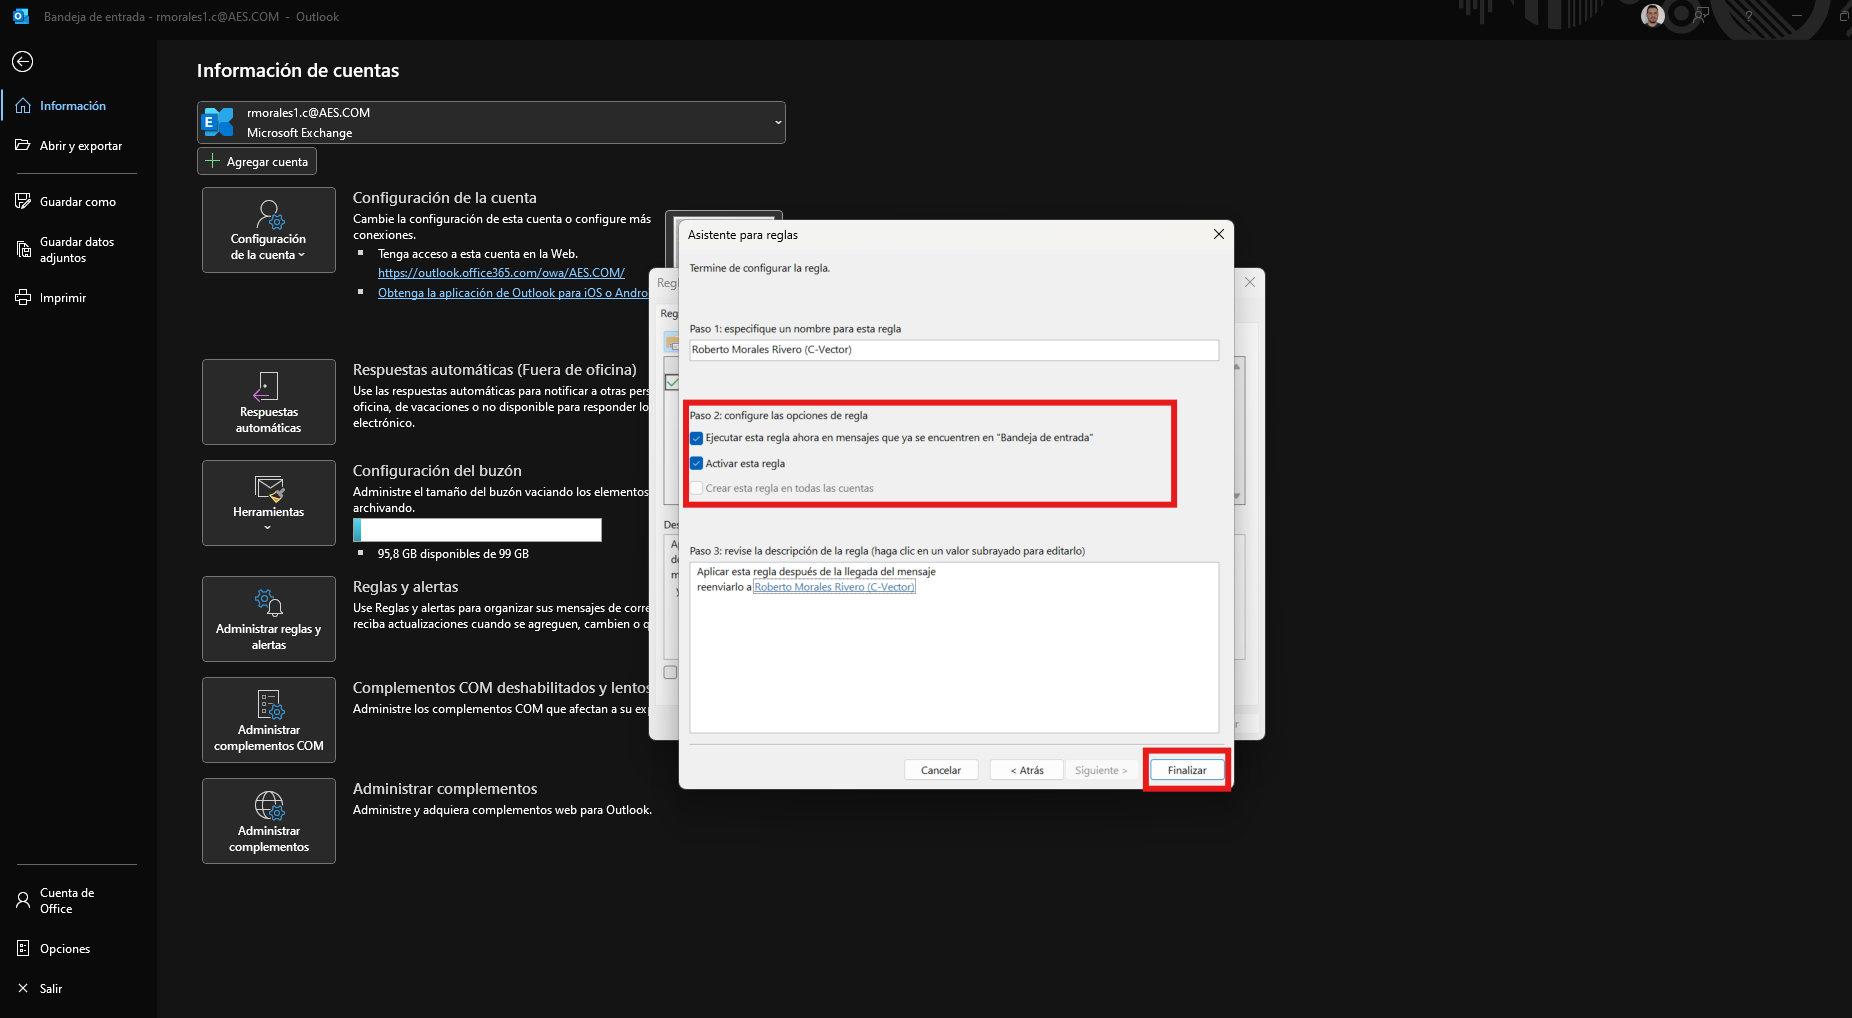 Bandeja de entrada - rmorales1.c@AES.COM - Outlook
Información
Abrir y exportar
Guardar como
Guardar datos
adjuntos
Imprimir
Cuenta de
Office
Opciones
Salir
Información de cuentas
rmorales1.c@AES.COM
Microsoft Exchange
Agregar cuenta
Configuración
de la cuenta
Configuración de la cuenta
Cambie la configuración de esta cuenta o configure más
conexiones.
Tenga acceso a esta cuenta en la Web.
https://outlook.office365.com/owa/AES.COM/
Obtenga la aplicación de Outlook para iOS o Andro
Respuestas
automáticas
Respuestas automáticas (Fuera de oficina)
Use las respuestas automáticas para notificar a otras pers
oficina, de vacaciones o no disponible para responder lo
electrónico.
Herramientas
Configuración del buzón
Administre el tamaño del buzón vaciando los elementos
archivando.
95,8 GB disponibles de 99 GB
Administrar reglas y
alertas
Reglas y alertas
Use Reglas y alertas para organizar sus mensajes de corre
reciba actualizaciones cuando se agreguen, cambien o q
Administrar
complementos COM
Complementos COM deshabilitados y lentos
Administre los complementos COM que afectan a su exp
Administrar
complementos
Administrar complementos
Administre y adquiera complementos web para Outlook.
Regl
Reg
Des
Asistente para reglas
Termine de configurar la regla.
Paso 1: especifique un nombre para esta regla
Roberto Morales Rivero (C-Vector)
Paso 2: configure las opciones de regla
Ejecutar esta regla ahora en mensajes que ya se encuentren en "Bandeja de entrada"
Activar esta regla
Crear esta regla en todas las cuentas
Paso 3: revise la descripción de la regla (haga clic en un valor subrayado para editarlo)
Aplicar esta regla después de la llegada del mensaje
reenviarlo a Roberto Morales Rivero (C-Vector)
Cancelar
< Atrás
Siguiente >
Finalizar